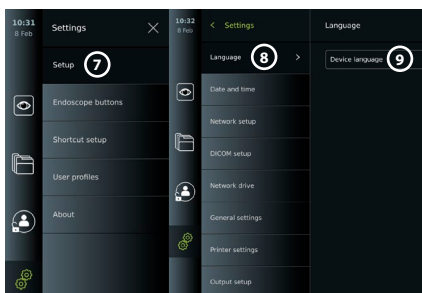 10:31
8 Feb
Settings
Setup
7
Endoscope buttons
Shortcut setup
User profiles
About
10:32
8 Feb
< Settings
Language
8
>
Date and time
Network setup
DICOM setup
Network drive
General settings
Printer settings
Output setup
Language
Device language
9